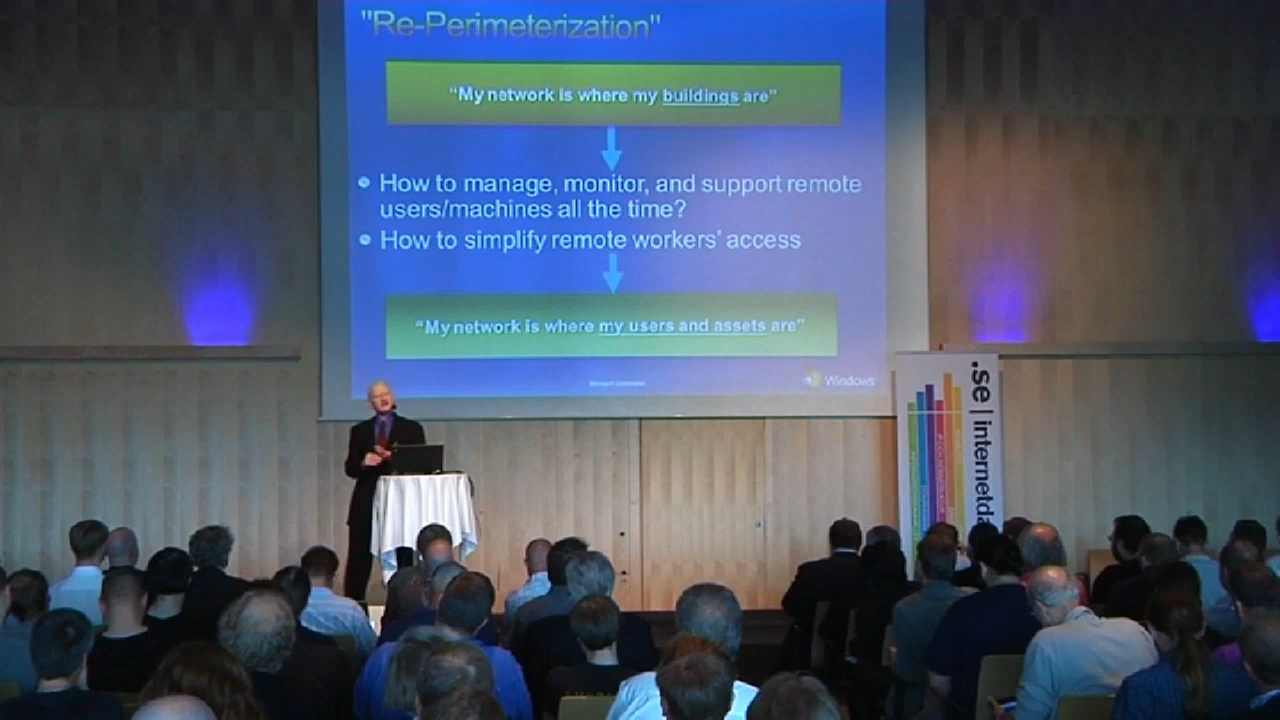 "Re-Perimeterization"
“My network is where my buildings are”
How to manage, monitor, and support remote
users/machines all the time?
How to simplify remote workers’ access
“My network is where my users and assets are”
Microsoft Confidential
Windows
.se | internetda